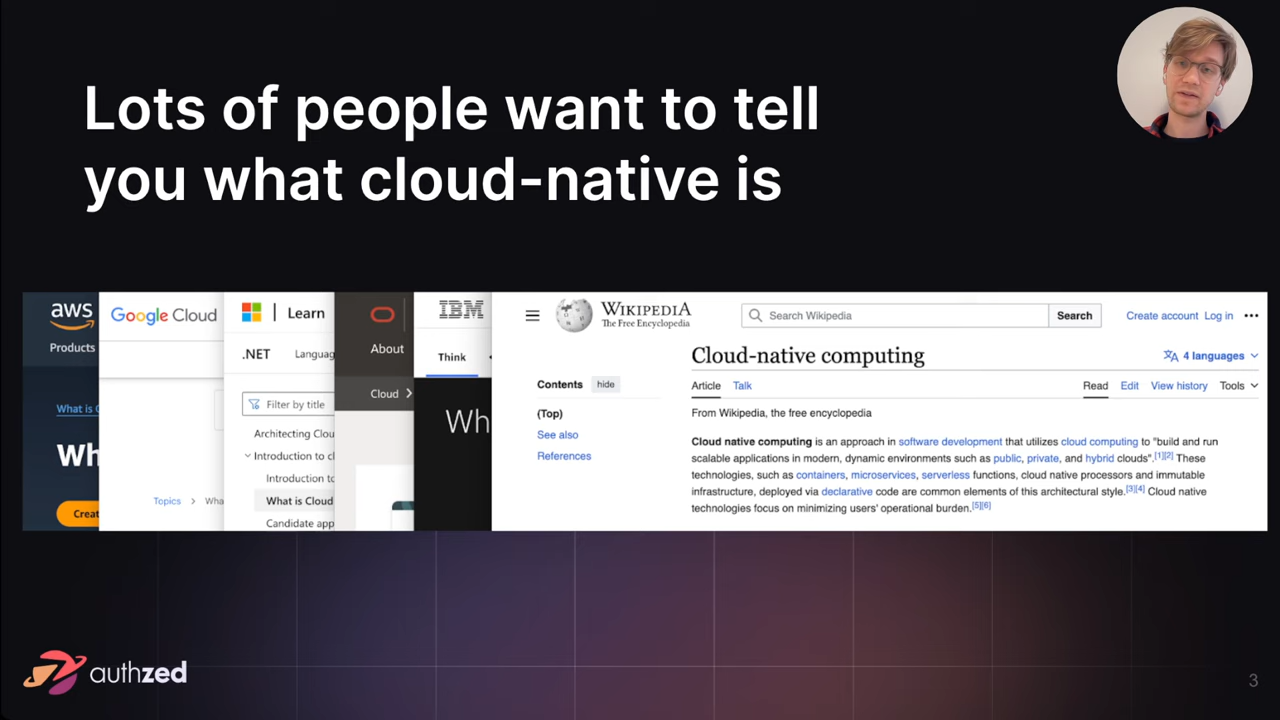 Lots of people want to tell
you what cloud-native is
aws
Products
What is
Wh
Creat
Google Cloud
Topics > Wha
Learn
.NET Languag
Filter by title
Architecting Clou
Introduction to cl
Introduction to
What is Cloud
Candidate app
About
Cloud >
IBM
Think
Wh
WIKIPEDIA
The Free Encyclopedia
Search Wikipedia Search
Create account Log in
Contents hide
(Top)
See also
References
Cloud-native computing
4 languages
Article Talk Read Edit View history Tools
From Wikipedia, the free encyclopedia
Cloud native computing is an approach in software development that utilizes cloud computing to "build and run
scalable applications in modern, dynamic environments such as public, private, and hybrid clouds".[1][2] These
technologies, such as containers, microservices, serverless functions, cloud native processors and immutable
infrastructure, deployed via declarative code are common elements of this architectural style.[3][4] Cloud native
technologies focus on minimizing users' operational burden.[5][6]
authzed
3